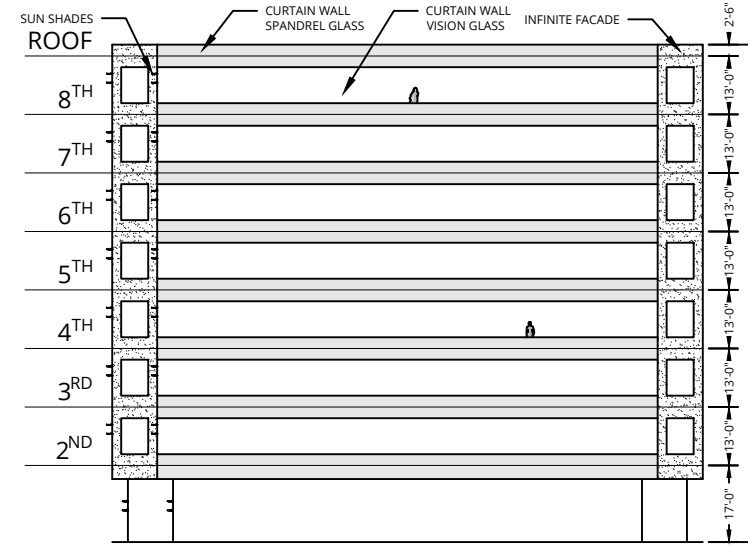 SUN SHADES
CURTAIN WALL
SPANDREL GLASS
CURTAIN WALL
VISION GLASS
INFINITE FACADE
2'-6"
ROOF
13'-0"
8TH
13'-0"
7TH
13'-0"
6TH
13'-0"
5TH
13'-0"
4TH
13'-0"
3RD
13'-0"
2ND
17'-0"